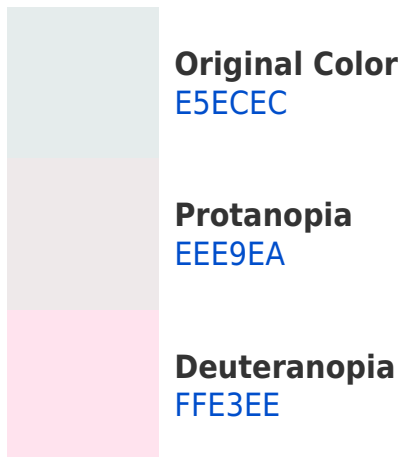 Original Color
E5ECEC
Protanopia
EEE9EA
Deuteranopia
FFE3EE